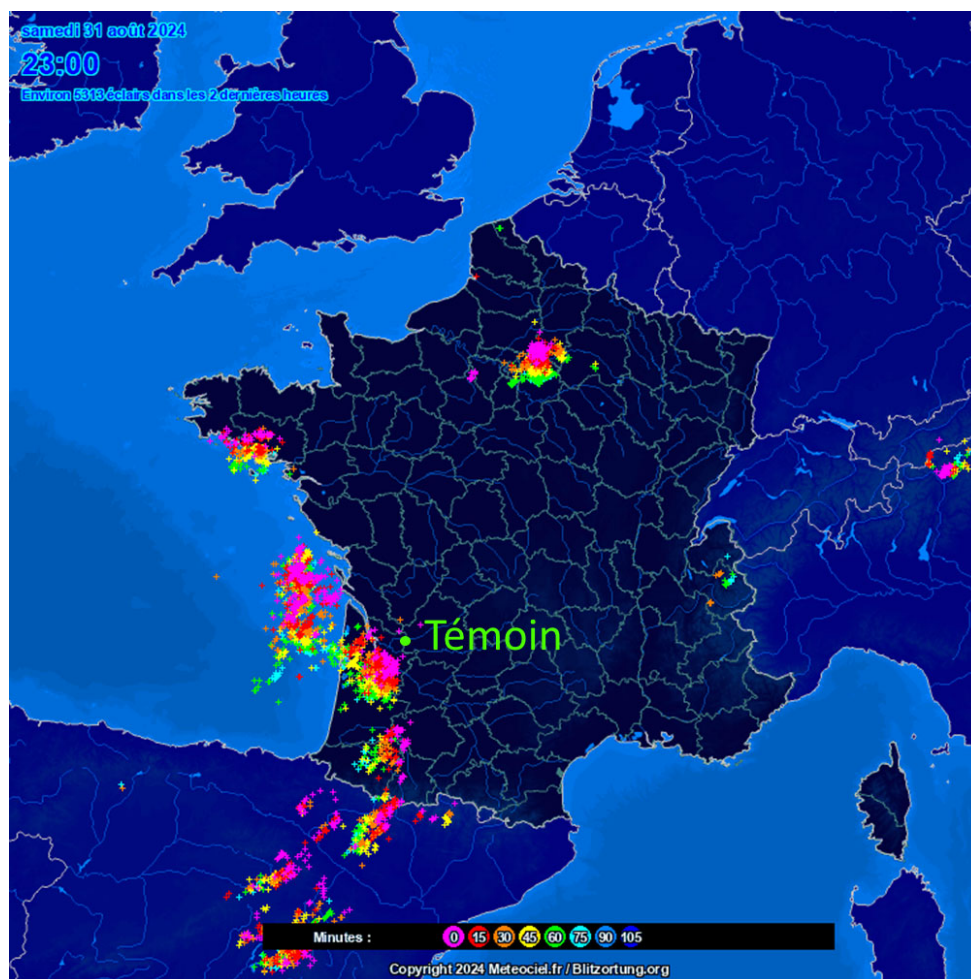 samedi 31 août 2024
23:00
Environ 5313 éclairs dans les 2 dernières heures
Témoin
Minutes : 0 15 30 45 60 75 90 105
Copyright 2024 Meteociel.fr / Blitzortung.org